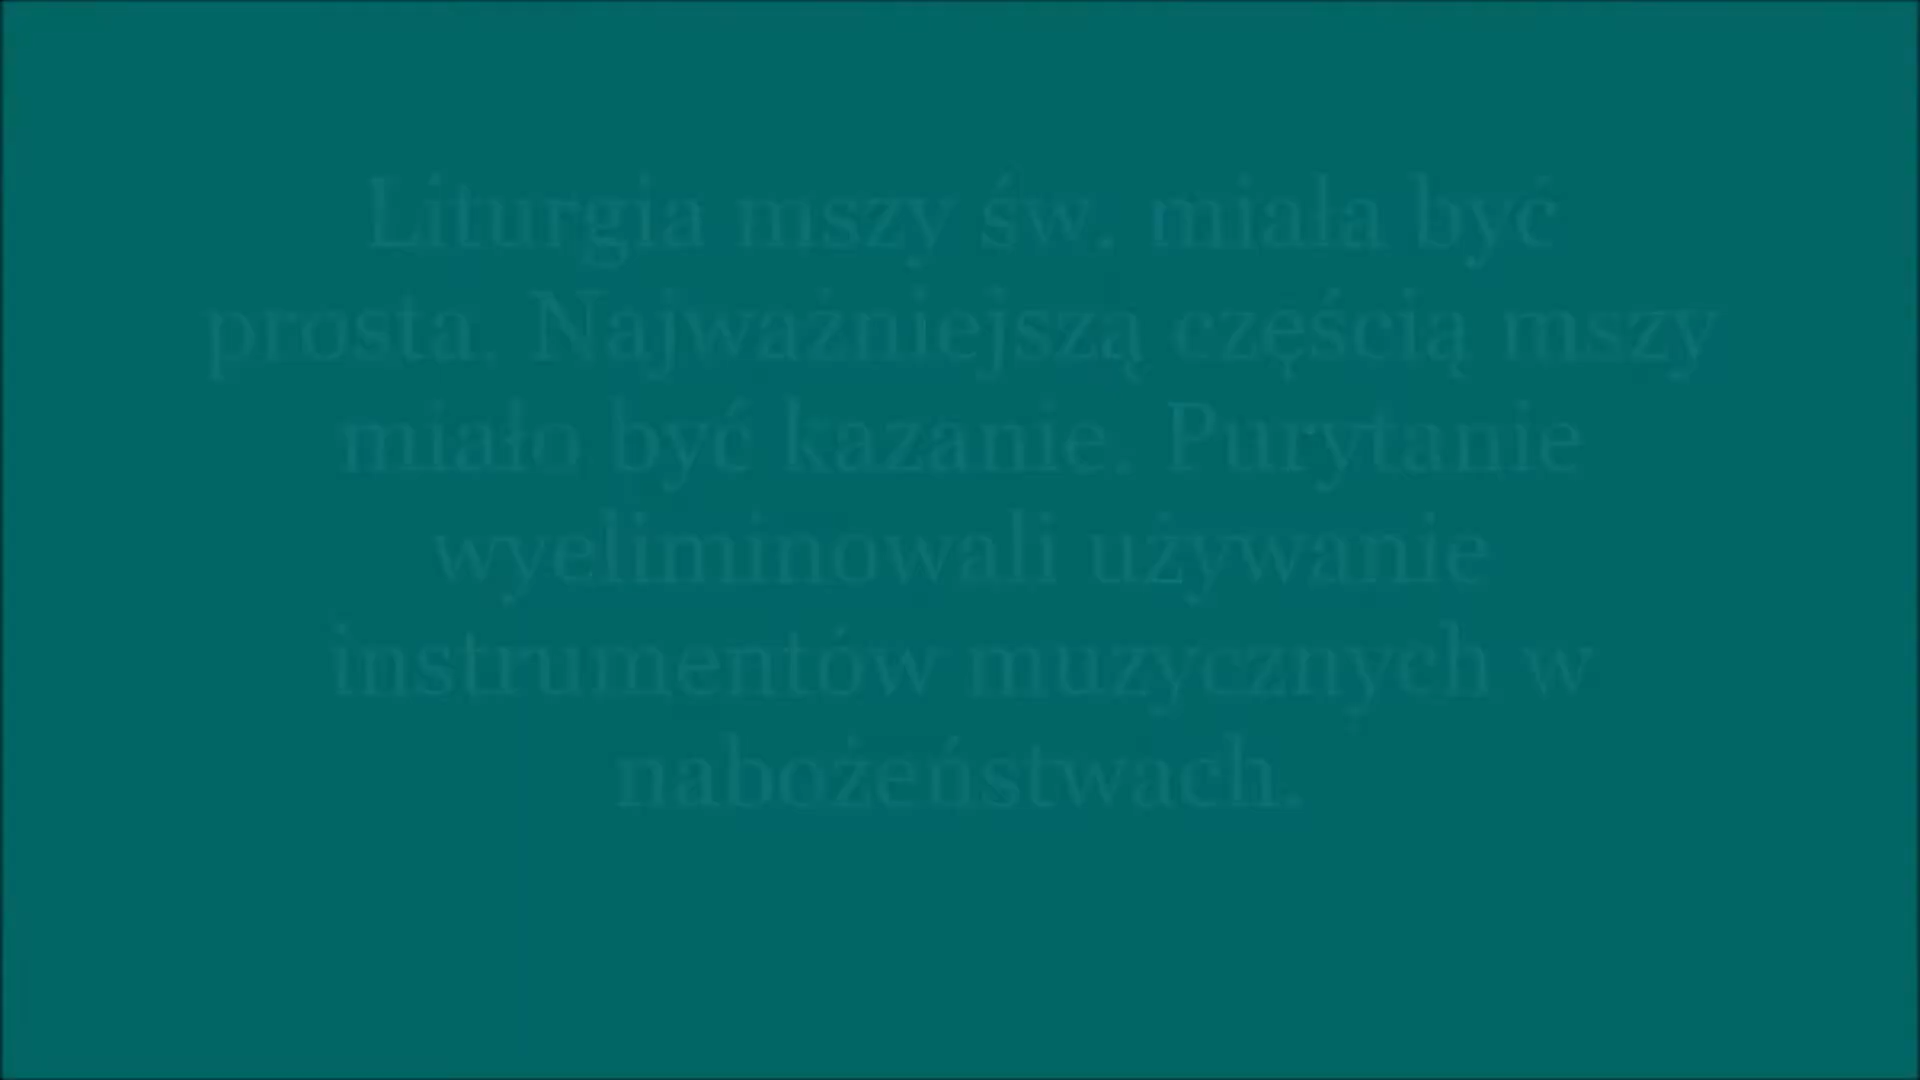 Liturgia mszy św. miała być
prosta. Najważniejszą częścią mszy
miało być kazanie. Purytanie
wyeliminowali używanie
instrumentów muzycznych w
nabożeństwach.